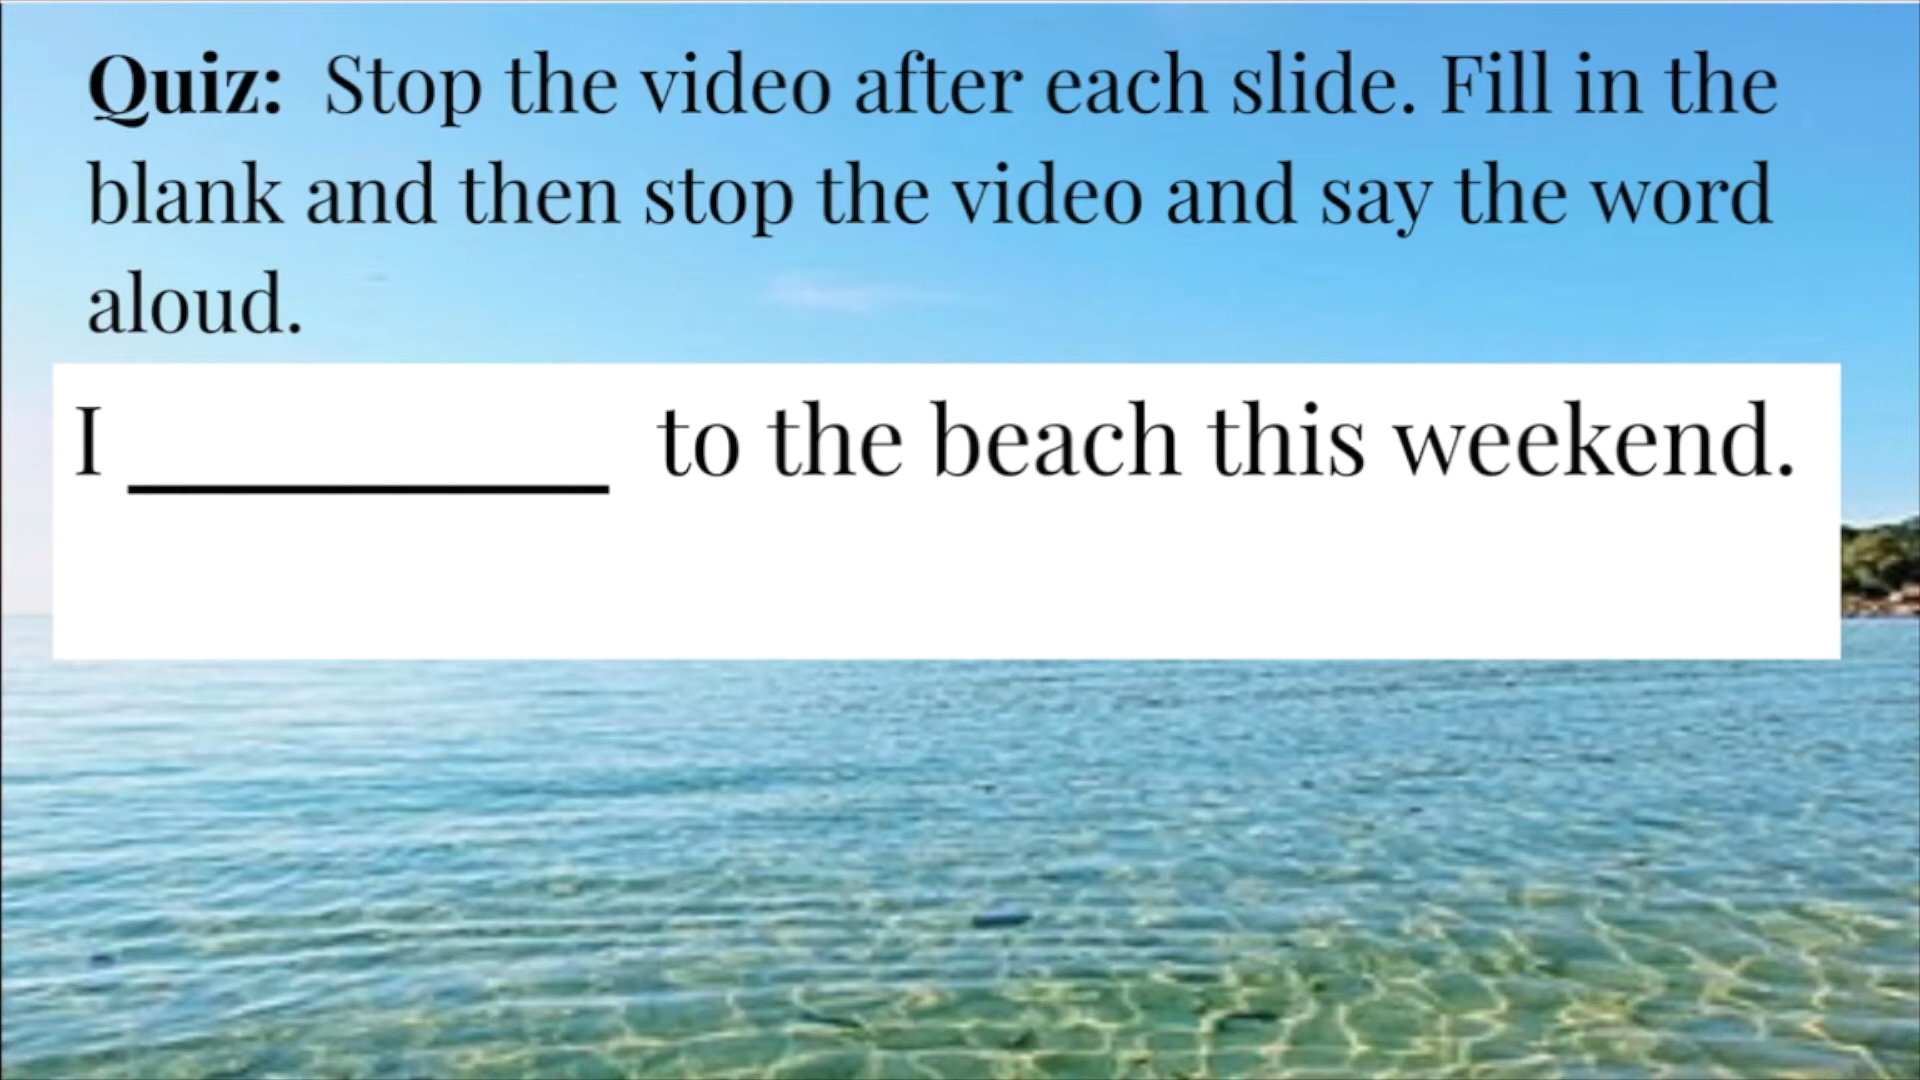 Quiz: Stop the video after each slide. Fill in the
blank and then stop the video and say the word
aloud.
I __________ to the beach this weekend.